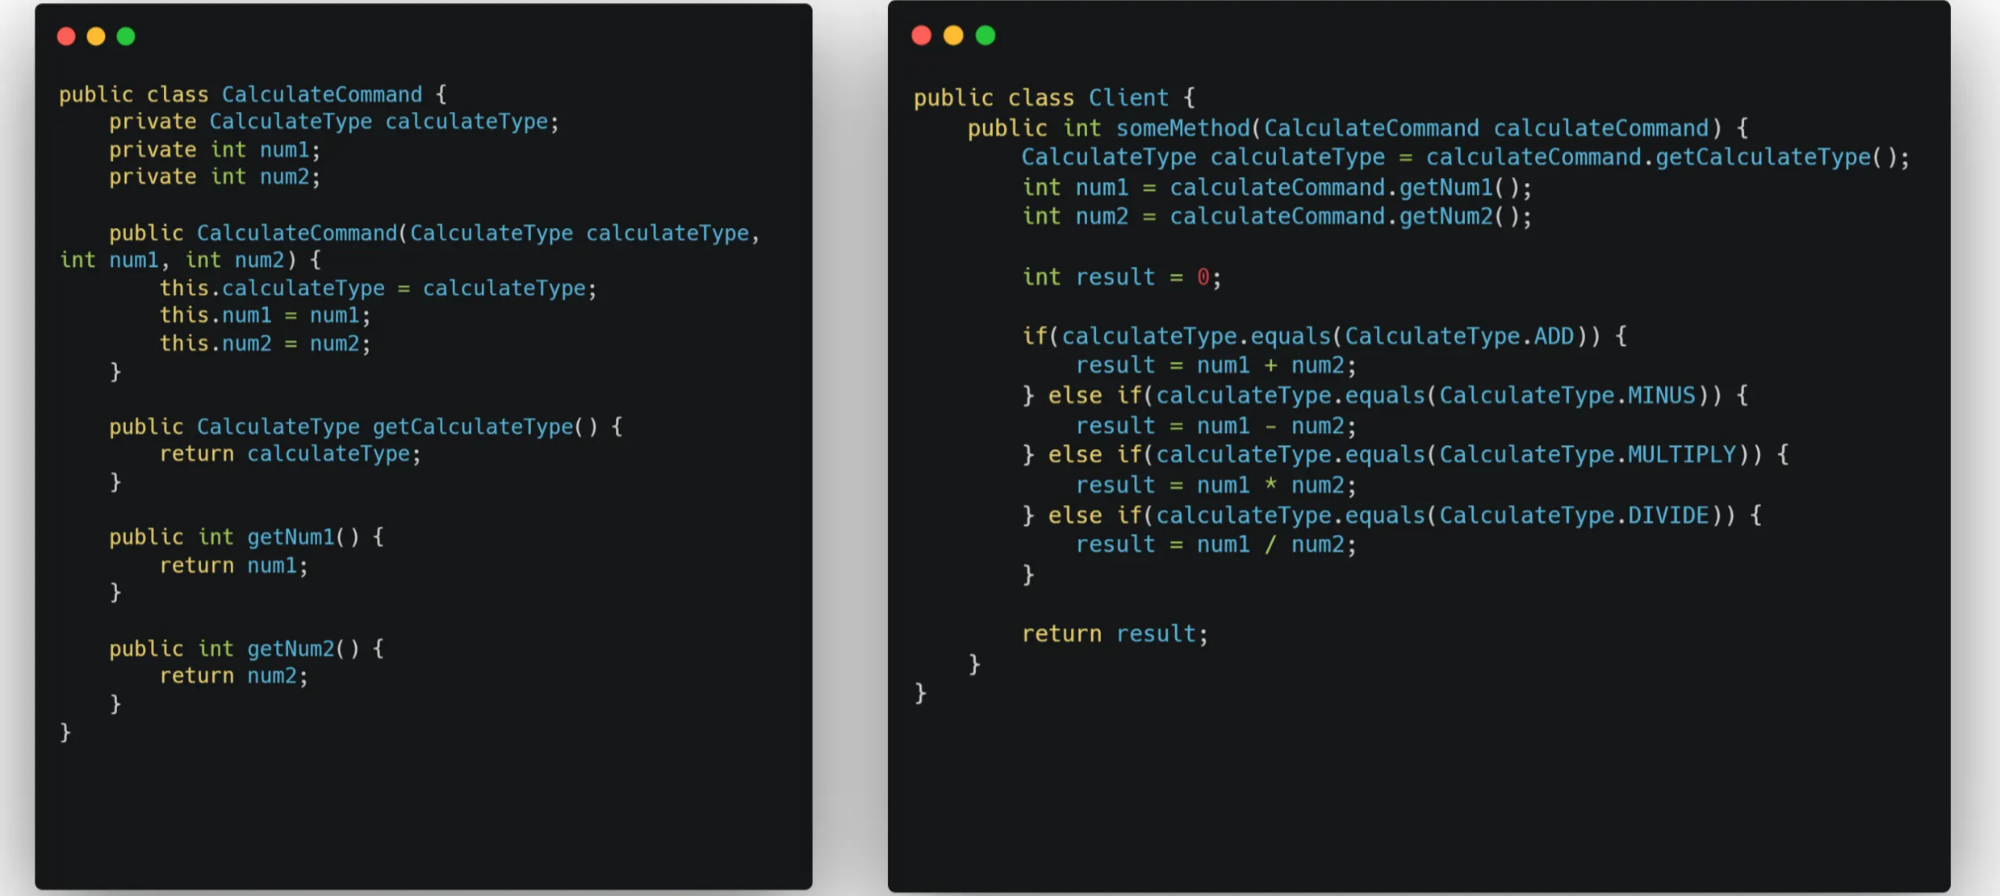 public class CalculateCommand {
    private CalculateType calculateType;
    private int num1;
    private int num2;

    public CalculateCommand(CalculateType calculateType,
int num1, int num2) {
        this.calculateType = calculateType;
        this.num1 = num1;
        this.num2 = num2;
    }

    public CalculateType getCalculateType() {
        return calculateType;
    }

    public int getNum1() {
        return num1;
    }

    public int getNum2() {
        return num2;
    }
}

public class Client {
    public int someMethod(CalculateCommand calculateCommand) {
        CalculateType calculateType = calculateCommand.getCalculateType();
        int num1 = calculateCommand.getNum1();
        int num2 = calculateCommand.getNum2();

        int result = 0;

        if(calculateType.equals(CalculateType.ADD)) {
            result = num1 + num2;
        } else if(calculateType.equals(CalculateType.MINUS)) {
            result = num1 - num2;
        } else if(calculateType.equals(CalculateType.MULTIPLY)) {
            result = num1 * num2;
        } else if(calculateType.equals(CalculateType.DIVIDE)) {
            result = num1 / num2;
        }

        return result;
    }
}